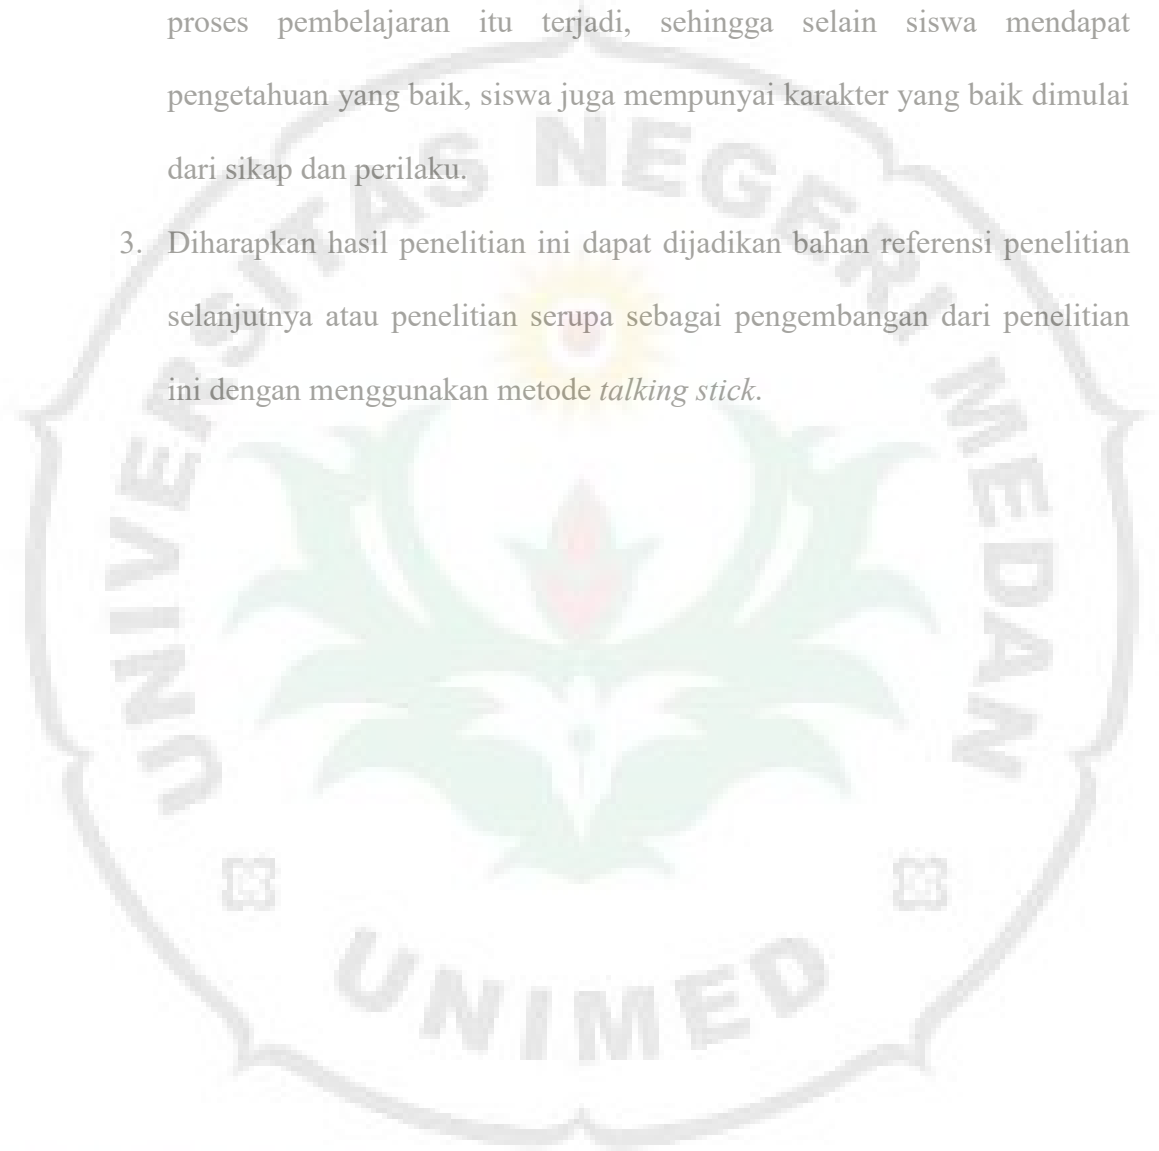 proses pembelajaran itu terjadi, sehingga selain siswa mendapat
pengetahuan yang baik, siswa juga mempunyai karakter yang baik dimulai
dari sikap dan perilaku.
3. Diharapkan hasil penelitian ini dapat dijadikan bahan referensi penelitian
selanjutnya atau penelitian serupa sebagai pengembangan dari penelitian
ini dengan menggunakan metode talking stick.
UNIVERSITAS NEGERI MEDAN
UNIMED